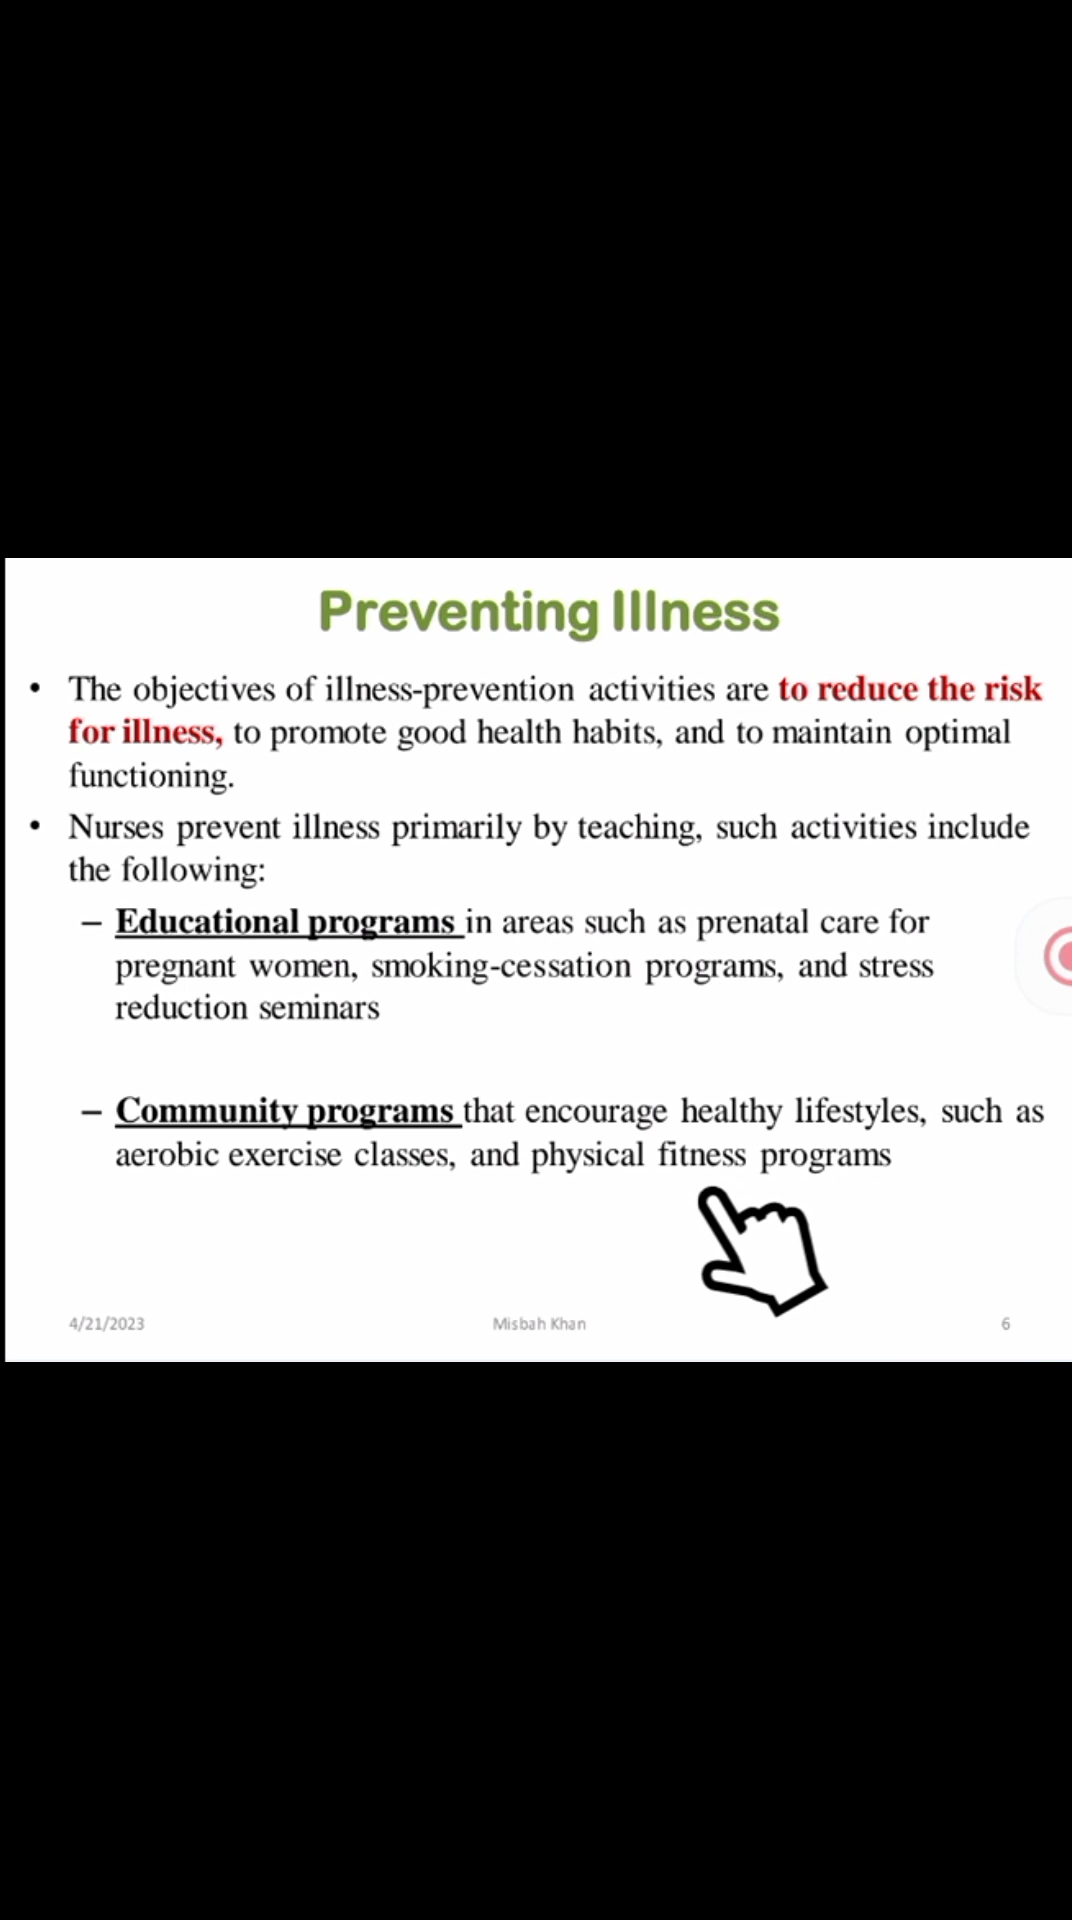 Preventing Illness
• The objectives of illness-prevention activities are to reduce the risk
for illness, to promote good health habits, and to maintain optimal
functioning.
• Nurses prevent illness primarily by teaching, such activities include
the following:
– Educational programs in areas such as prenatal care for
pregnant women, smoking-cessation programs, and stress
reduction seminars
– Community programs that encourage healthy lifestyles, such as
aerobic exercise classes, and physical fitness programs
4/21/2023 Misbah Khan 6